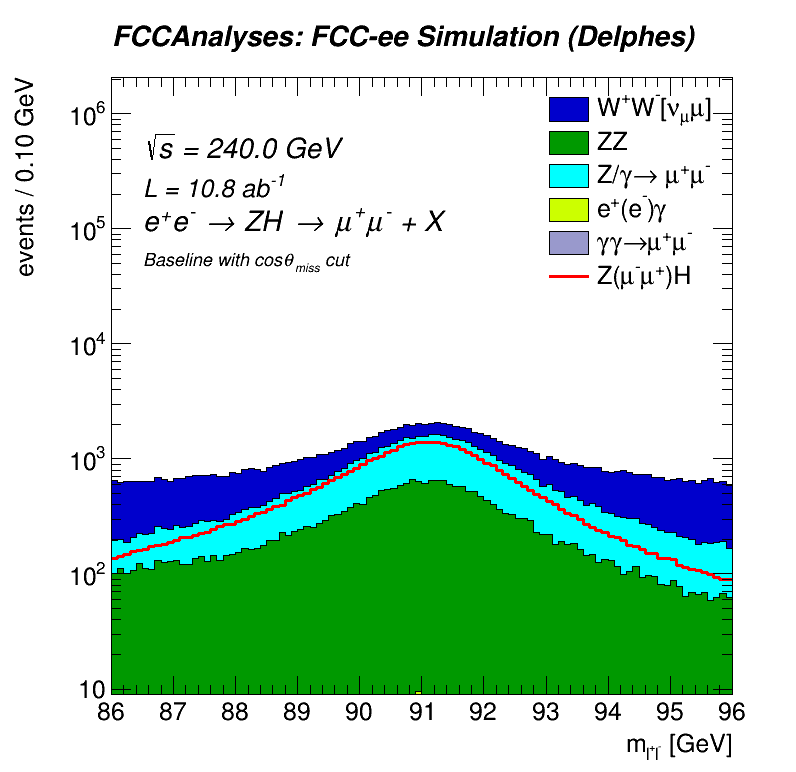 FCCAnalyses: FCC-ee Simulation (Delphes)
events / 0.10 GeV
10⁶
10⁵
10⁴
10³
10²
10
√s = 240.0 GeV
L = 10.8 ab⁻¹
e⁺e⁻ → ZH → μ⁺μ⁻ + X
Baseline with cosθ_miss cut
W⁺W⁻[ν_μμ]
ZZ
Z/γ→ μ⁺μ⁻
e⁺(e⁻)γ
γγ→μ⁺μ⁻
Z(μ⁻μ⁺)H
86 87 88 89 90 91 92 93 94 95 96
m_l⁺l⁻ [GeV]